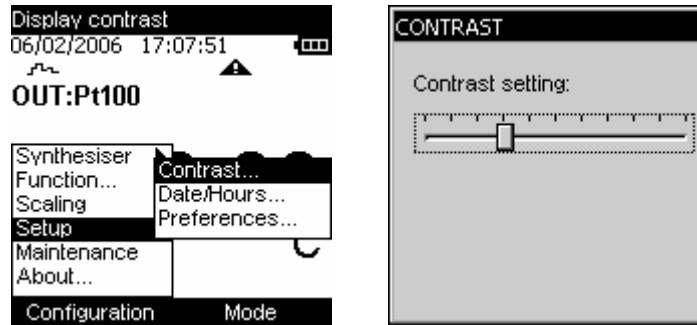 Display contrast
06/02/2006 17:07:51
OUT:Pt100
Synthesiser
Function...
Scaling
Setup
Maintenance
About...
Contrast...
Date/Hours...
Preferences...
Configuration Mode
CONTRAST
Contrast setting: